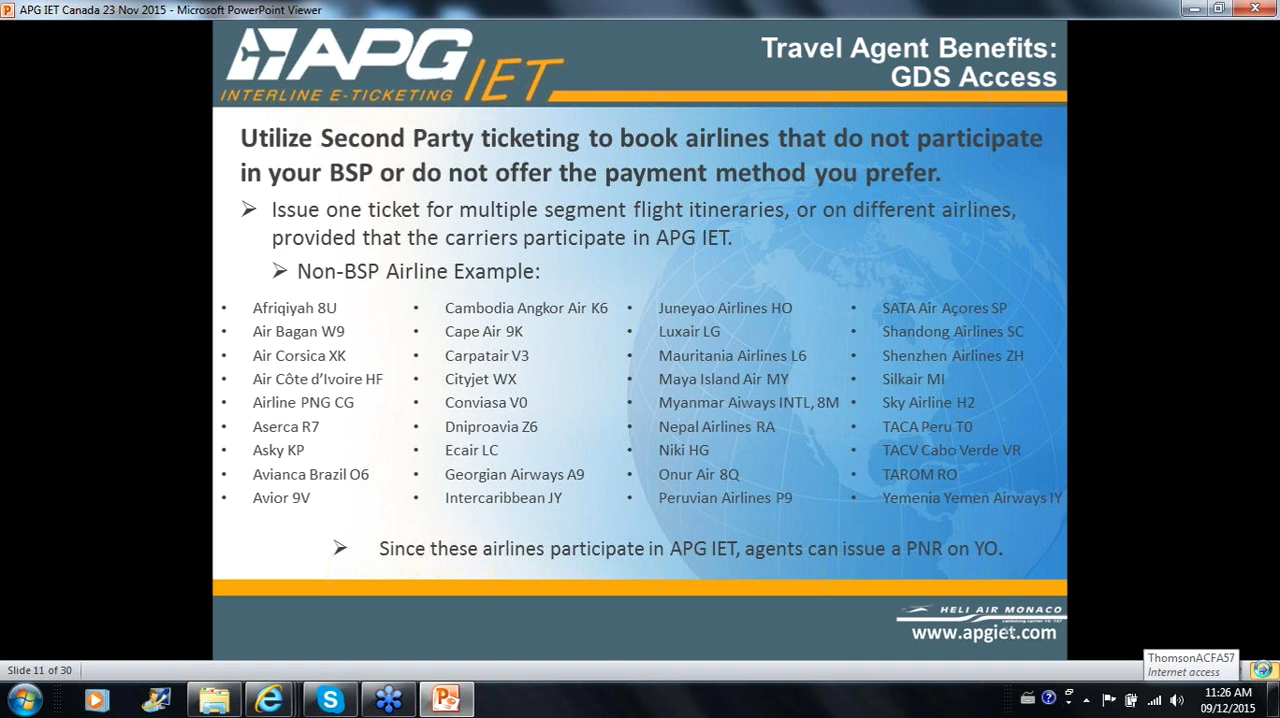 APG IET Canada 23 Nov 2015 - Microsoft PowerPoint Viewer
APG IET
INTERLINE E-TICKETING
Travel Agent Benefits:
GDS Access
Utilize Second Party ticketing to book airlines that do not participate
in your BSP or do not offer the payment method you prefer.
Issue one ticket for multiple segment flight itineraries, or on different airlines,
provided that the carriers participate in APG IET.
Non-BSP Airline Example:
• Afriqiyah 8U
• Air Bagan W9
• Air Corsica XK
• Air Côte d’Ivoire HF
• Airline PNG CG
• Aserca R7
• Asky KP
• Avianca Brazil O6
• Avior 9V
• Cambodia Angkor Air K6
• Cape Air 9K
• Carpatair V3
• Cityjet WX
• Conviasa V0
• Dniproavia Z6
• Ecair LC
• Georgian Airways A9
• Intercaribbean JY
• Juneyao Airlines HO
• Luxair LG
• Mauritania Airlines L6
• Maya Island Air MY
• Myanmar Aiways INTL, 8M
• Nepal Airlines RA
• Niki HG
• Onur Air 8Q
• Peruvian Airlines P9
• SATA Air Açores SP
• Shandong Airlines SC
• Shenzhen Airlines ZH
• Silkair MI
• Sky Airline H2
• TACA Peru T0
• TACV Cabo Verde VR
• TAROM RO
• Yemenia Yemen Airways IY
Since these airlines participate in APG IET, agents can issue a PNR on YO.
HELI AIR MONACO
www.apgiet.com
Slide 11 of 30
ThomsonACFA57
Internet access
11:26 AM
09/12/2015